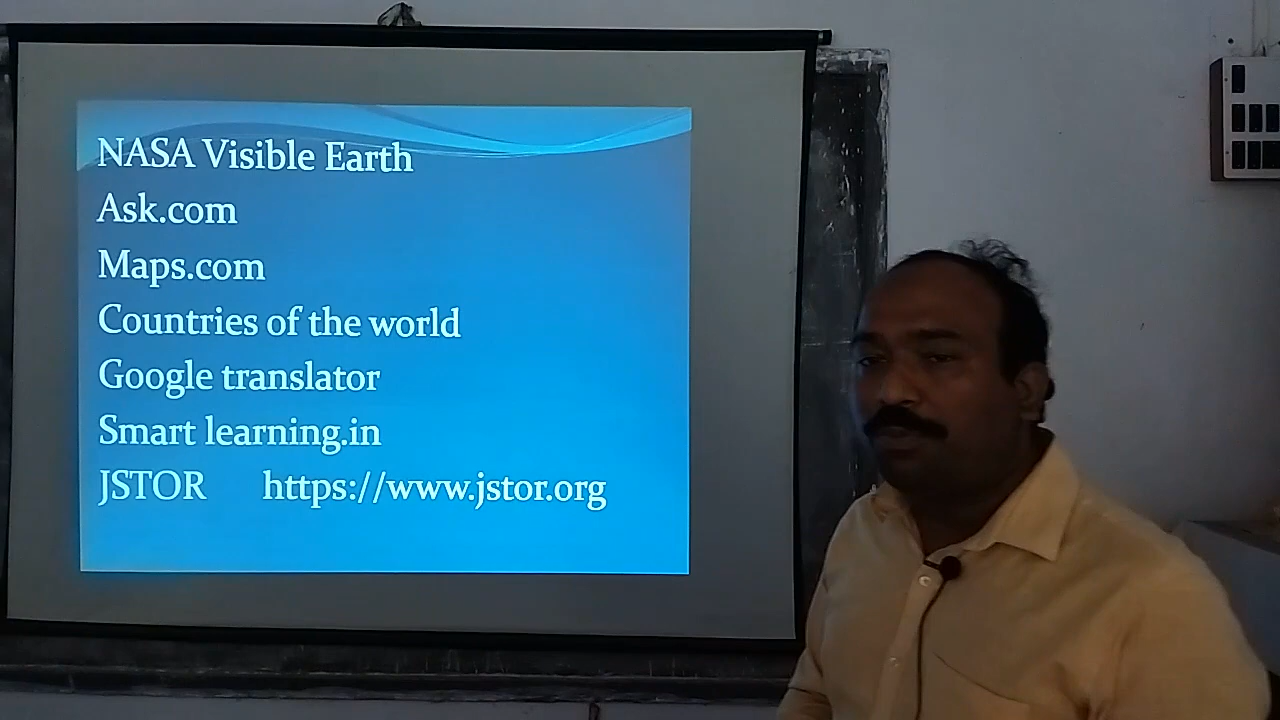 NASA Visible Earth
Ask.com
Maps.com
Countries of the world
Google translator
Smart learning.in
JSTOR https://www.jstor.org